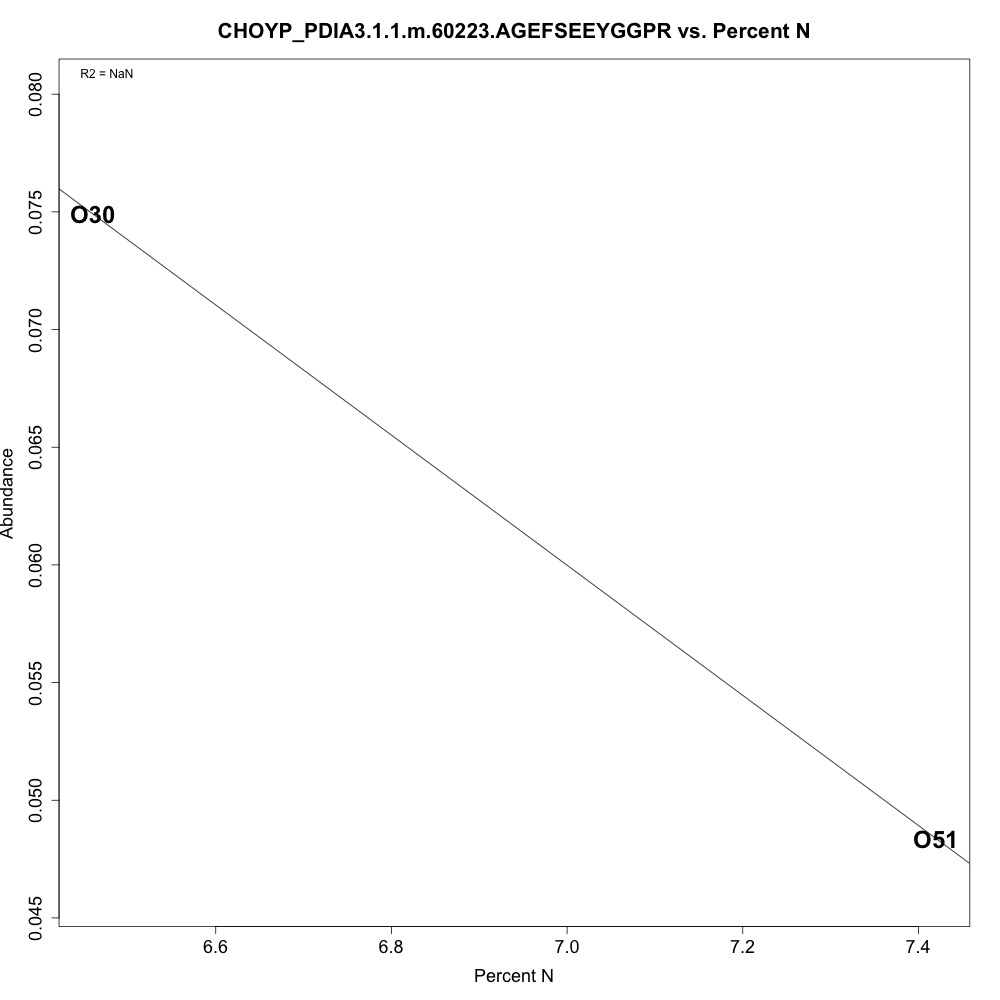 CHOYP_PDIA3.1.1.m.60223.AGEFSEEYGGPR vs. Percent N
R2 = NaN
0.080
0.075
0.070
0.065
0.060
0.055
0.050
0.045
Abundance
O30
O51
6.6 6.8 7.0 7.2 7.4
Percent N